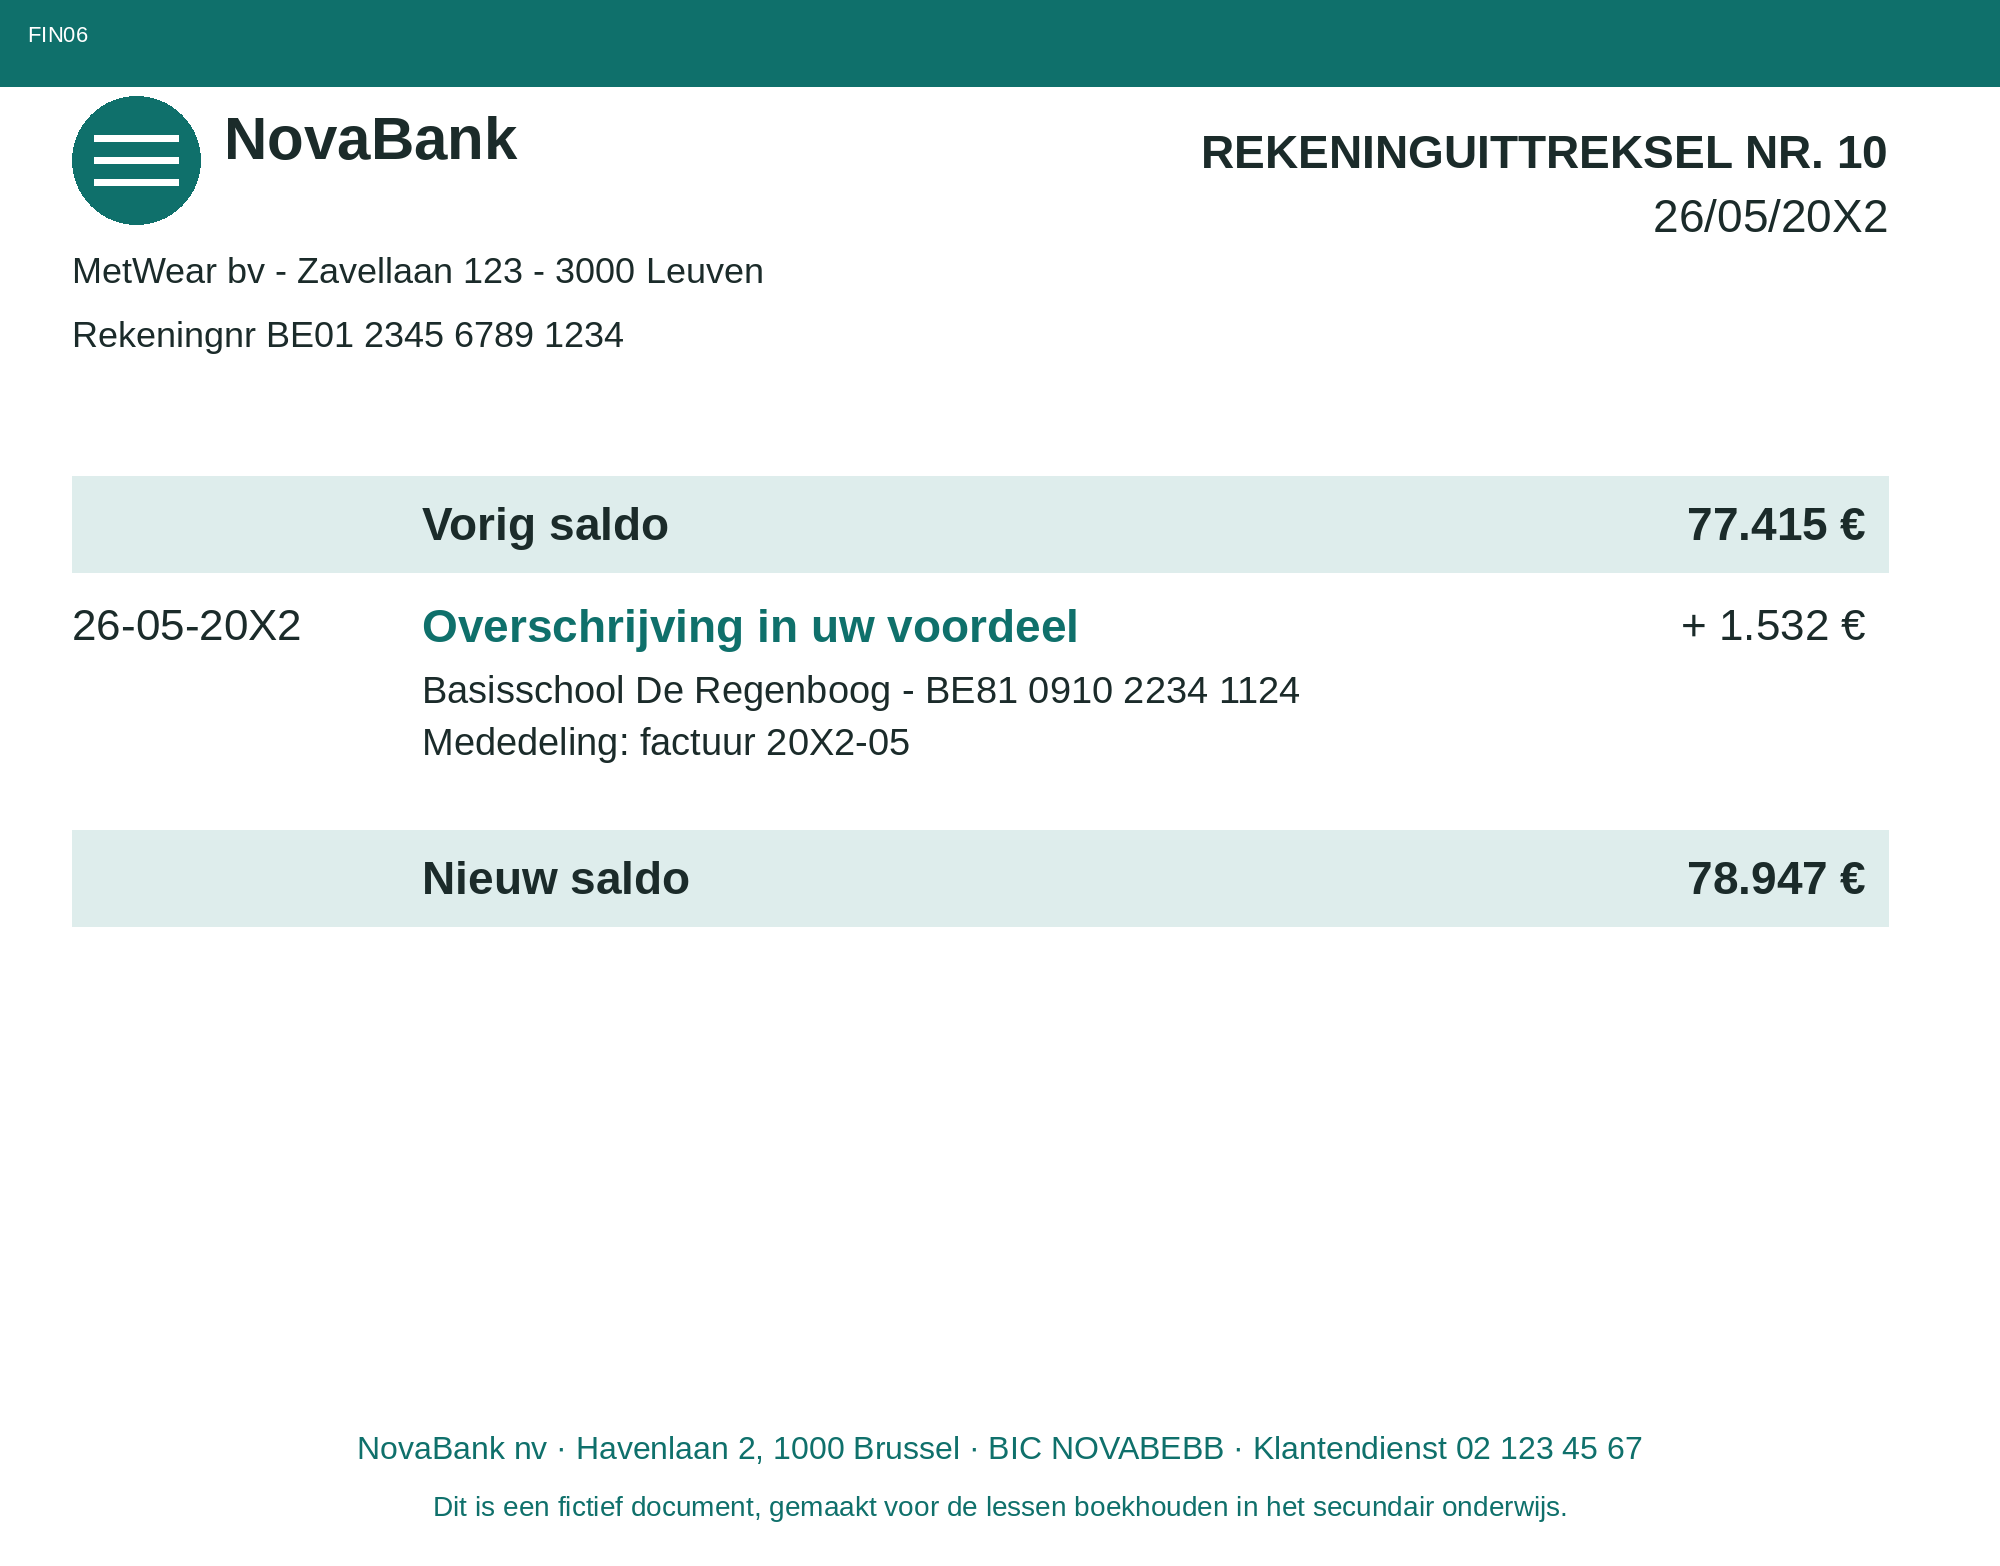 FIN06
NovaBank
REKENINGUITTREKSEL NR. 10
26/05/20X2
MetWear bv - Zavellaan 123 - 3000 Leuven
Rekeningnr BE01 2345 6789 1234
Vorig saldo 77.415 €
26-05-20X2 Overschrijving in uw voordeel + 1.532 €
Basisschool De Regenboog - BE81 0910 2234 1124
Mededeling: factuur 20X2-05
Nieuw saldo 78.947 €
NovaBank nv · Havenlaan 2, 1000 Brussel · BIC NOVABEBB · Klantendienst 02 123 45 67
Dit is een fictief document, gemaakt voor de lessen boekhouden in het secundair onderwijs.